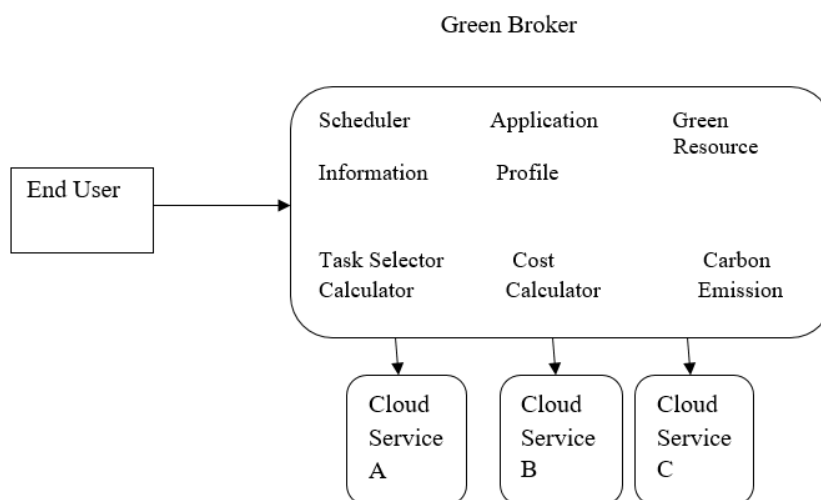 Green Broker
Scheduler Application Green
Resource
Information Profile
End User
Task Selector Cost Carbon
Calculator Calculator Emission
Cloud Cloud Cloud
Service Service Service
A B C